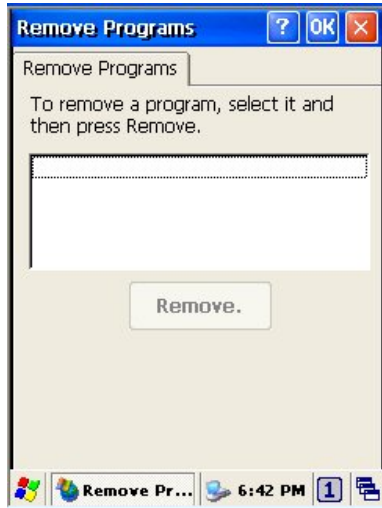 Remove Programs ? OK ×
Remove Programs
To remove a program, select it and
then press Remove.
Remove.
Remove Pr... 6:42 PM 1